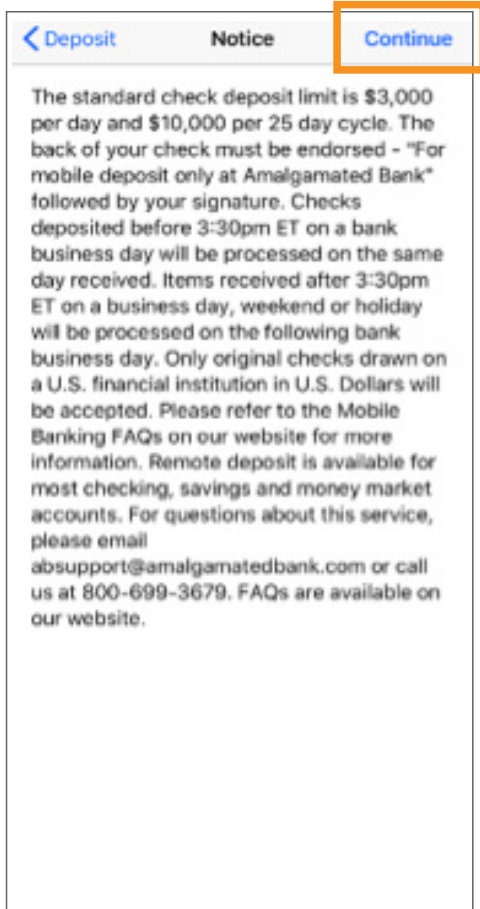 Deposit Notice Continue
The standard check deposit limit is $3,000
per day and $10,000 per 25 day cycle. The
back of your check must be endorsed - "For
mobile deposit only at Amalgamated Bank"
followed by your signature. Checks
deposited before 3:30pm ET on a bank
business day will be processed on the same
day received. Items received after 3:30pm
ET on a business day, weekend or holiday
will be processed on the following bank
business day. Only original checks drawn on
a U.S. financial institution in U.S. Dollars will
be accepted. Please refer to the Mobile
Banking FAQs on our website for more
information. Remote deposit is available for
most checking, savings and money market
accounts. For questions about this service,
please email
absupport@amalgamatedbank.com or call
us at 800-699-3679. FAQs are available on
our website.